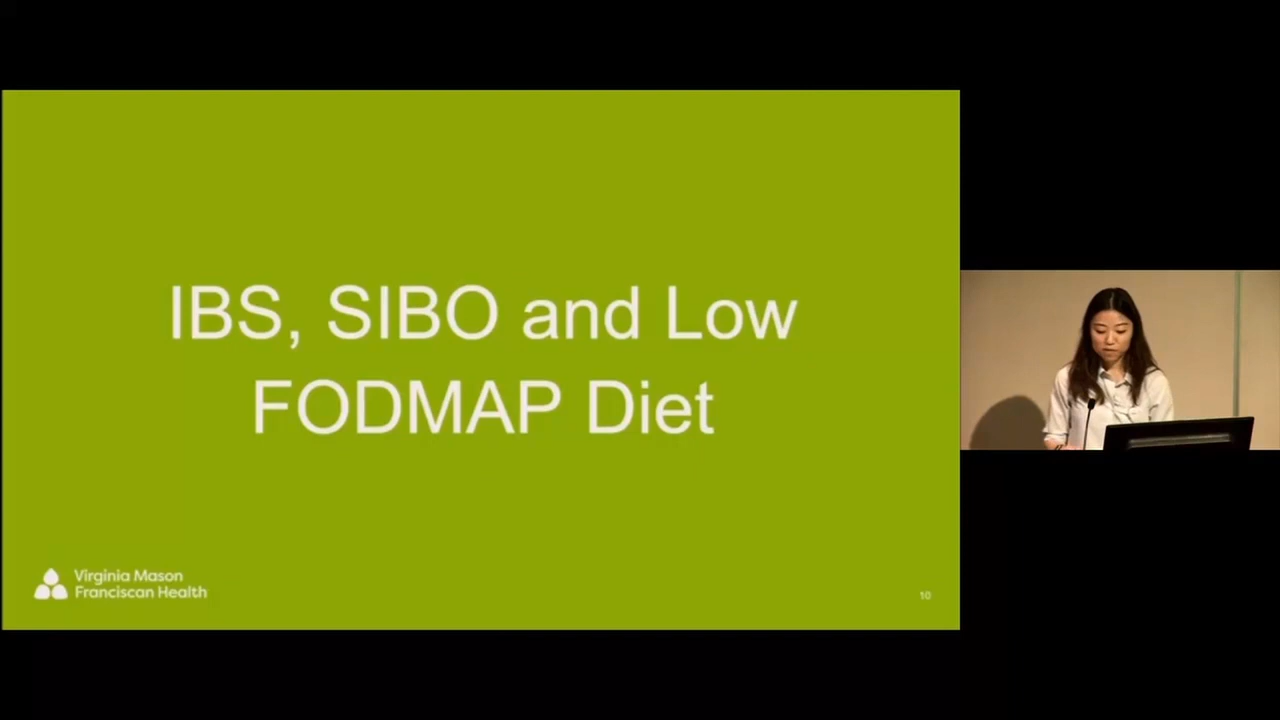 IBS, SIBO and Low
FODMAP Diet
Virginia Mason
Franciscan Health
10